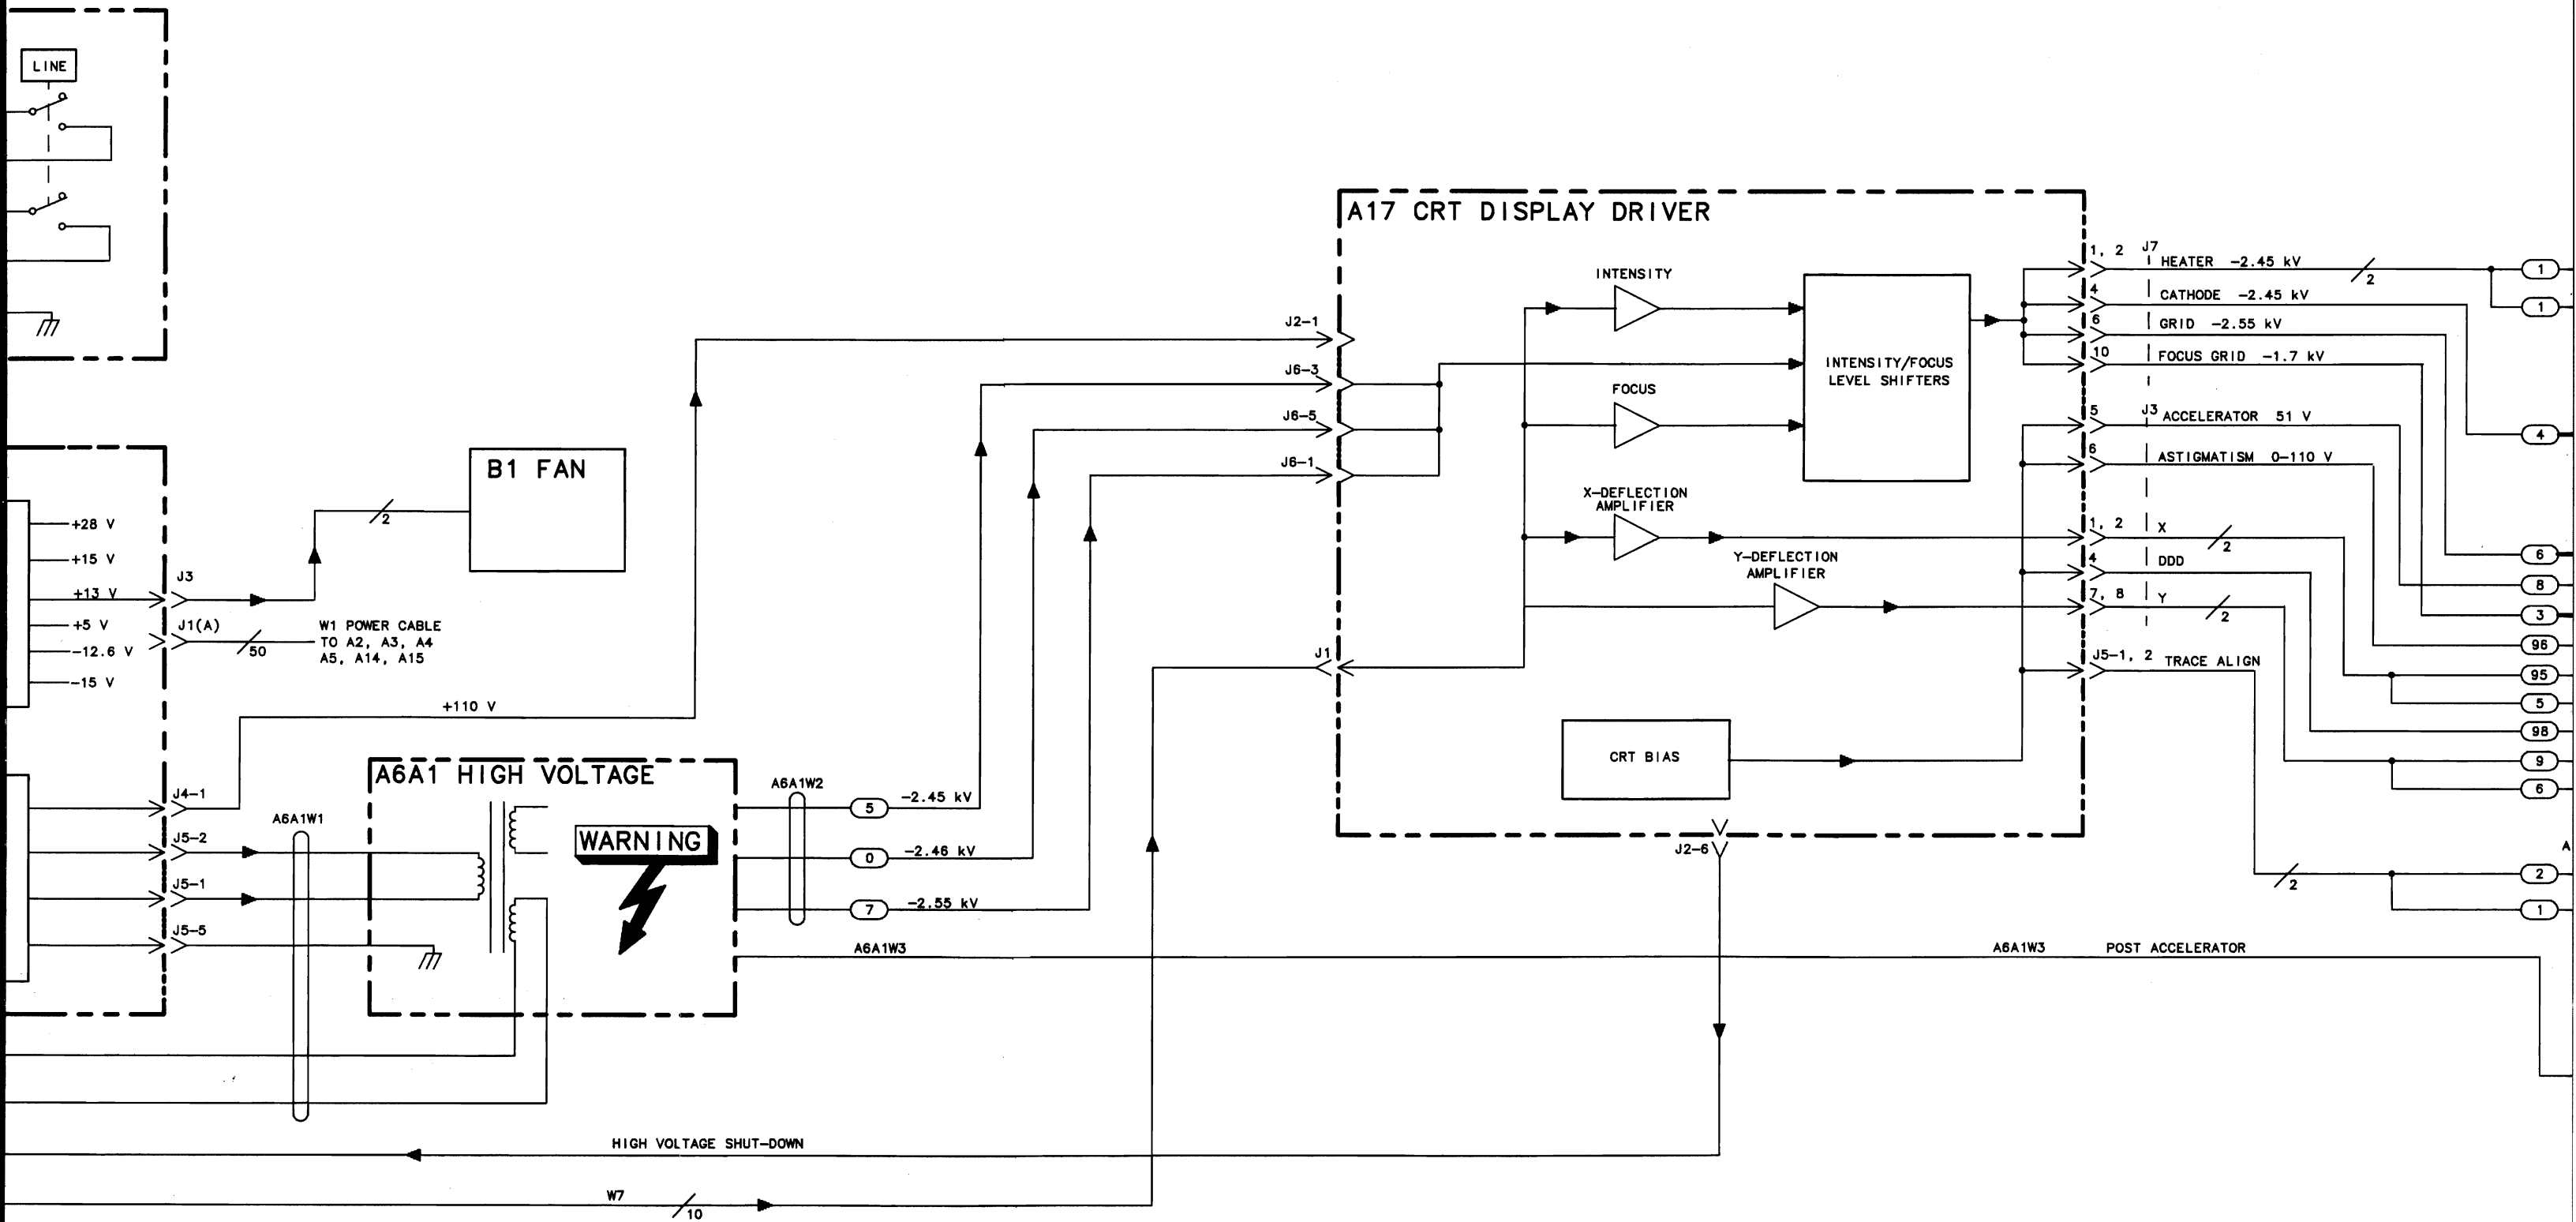 LINE
A17 CRT DISPLAY DRIVER
INTENSITY
FOCUS
X-DEFLECTION
AMPLIFIER
Y-DEFLECTION
AMPLIFIER
INTENSITY/FOCUS
LEVEL SHIFTERS
CRT BIAS
J2-1
J6-3
J6-5
J6-1
J1
J2-6
1, 2
J7
HEATER -2.45 kV
2
4
CATHODE -2.45 kV
6
GRID -2.55 kV
10
FOCUS GRID -1.7 kV
5
J3
ACCELERATOR 51 V
6
ASTIGMATISM 0-110 V
1, 2
X
2
4
DDD
7, 8
Y
2
J5-1, 2
TRACE ALIGN
2
1
1
4
6
8
3
96
95
5
98
9
6
A
2
1
B1 FAN
2
+28 V
+15 V
+13 V
+5 V
-12.6 V
-15 V
J3
J1(A)
50
W1 POWER CABLE
TO A2, A3, A4
A5, A14, A15
+110 V
J4-1
J5-2
J5-1
J5-5
A6A1W1
A6A1 HIGH VOLTAGE
WARNING
A6A1W2
5
-2.45 kV
0
-2.46 kV
7
-2.55 kV
A6A1W3
A6A1W3
POST ACCELERATOR
HIGH VOLTAGE SHUT-DOWN
W7
10